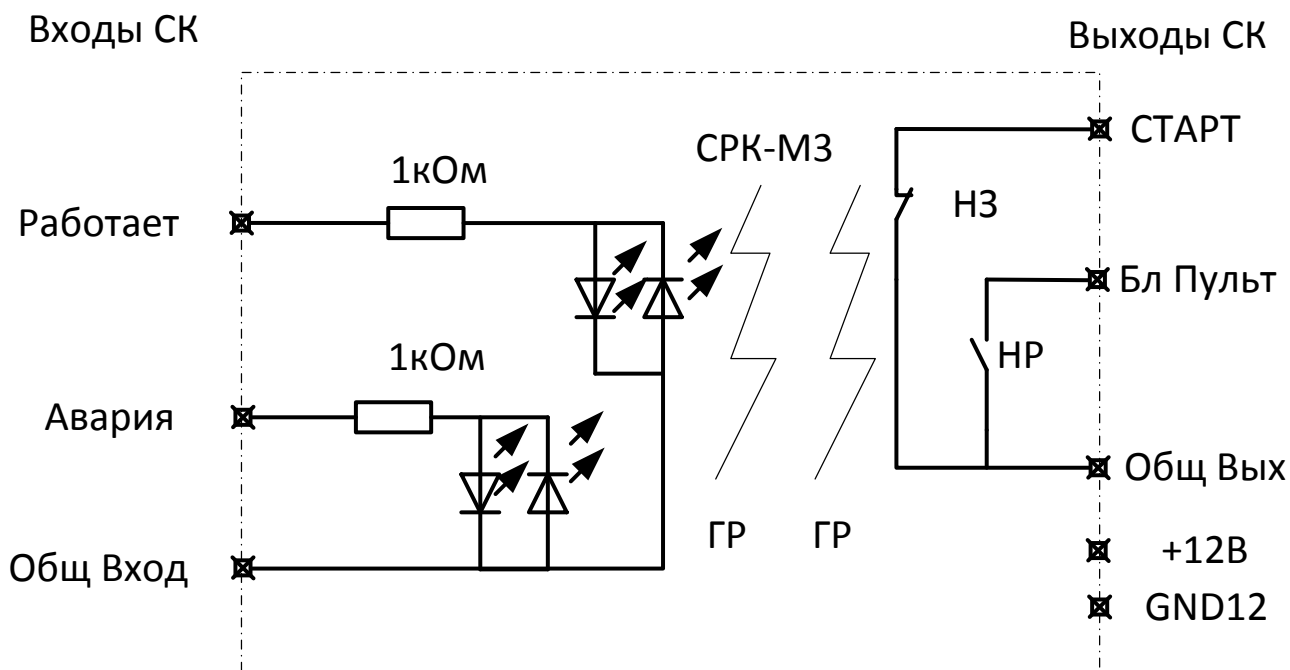 Входы СК
Выходы СК
СТАРТ
СРК-М3
1кОм
НЗ
Работает
Бл Пульт
1кОм
НР
Авария
Общ Вых
ГР
ГР
+12В
Общ Вход
GND12